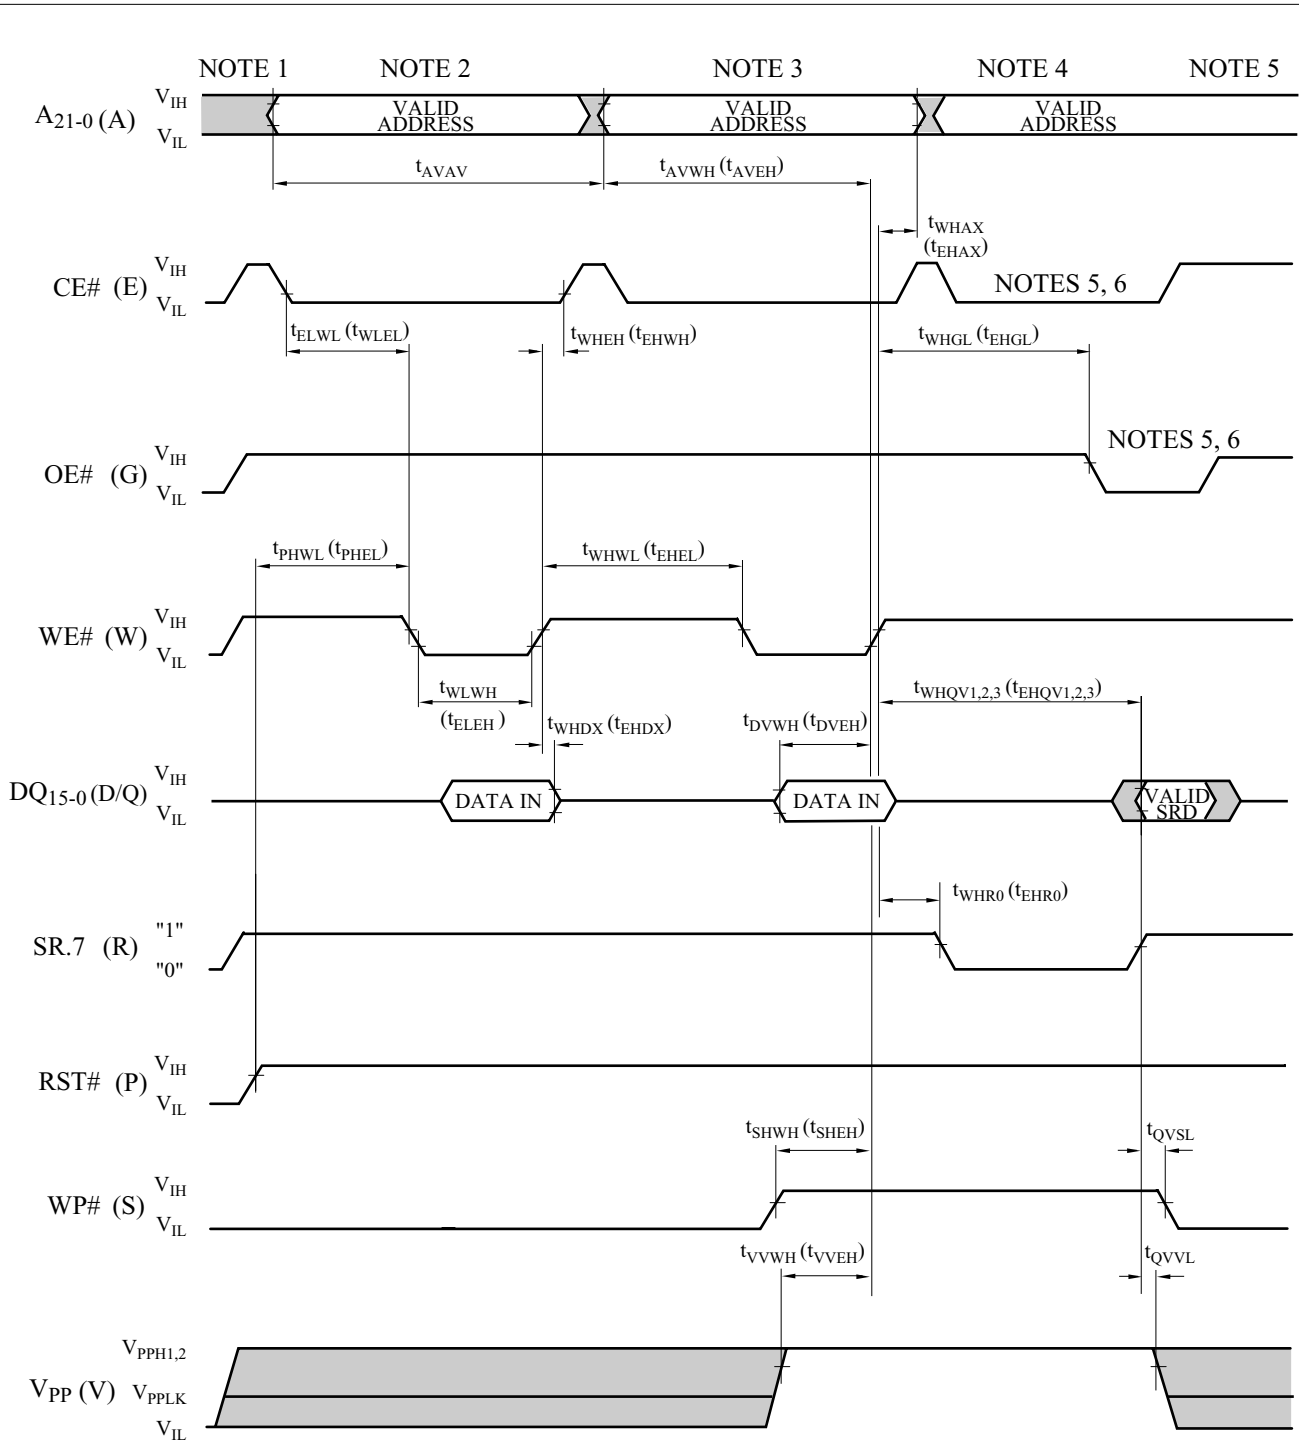 NOTE 1 NOTE 2 NOTE 3 NOTE 4 NOTE 5
A21-0 (A) VIH VIL
VALID ADDRESS VALID ADDRESS VALID ADDRESS
tAVAV tAVWH (tAVEH)
tWHAX
(tEHAX)
CE# (E) VIH VIL
NOTES 5, 6
tELWL (tWLEL) tWHEH (tEHWH) tWHGL (tEHGL)
OE# (G) VIH VIL
NOTES 5, 6
tPHWL (tPHEL) tWHWL (tEHEL)
WE# (W) VIH VIL
tWLWH
(tELEH)
tWHDX (tEHDX) tDVWH (tDVEH) tWHQV1,2,3 (tEHQV1,2,3)
DQ15-0 (D/Q) VIH VIL
DATA IN DATA IN VALID SRD
tWHR0 (tEHR0)
SR.7 (R) "1" "0"
RST# (P) VIH VIL
tSHWH (tSHEH) tQVSL
WP# (S) VIH VIL
tVVWH (tVVEH) tQVVL
VPP (V) VPPH1,2 VPPLK VIL